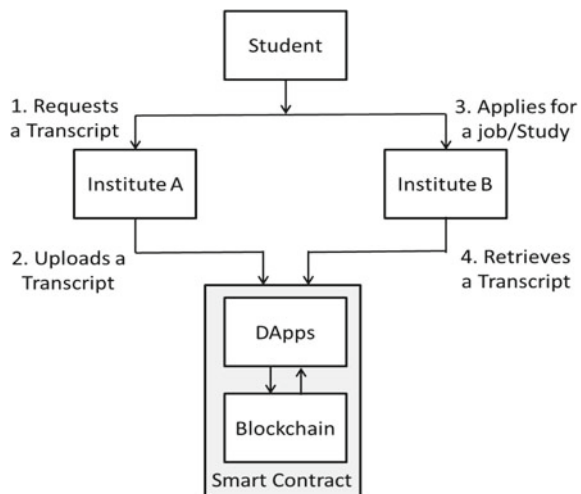 Student
1. Requests
a Transcript
3. Applies for
a job/Study
Institute A
Institute B
2. Uploads a
Transcript
4. Retrieves
a Transcript
DApps
Blockchain
Smart Contract